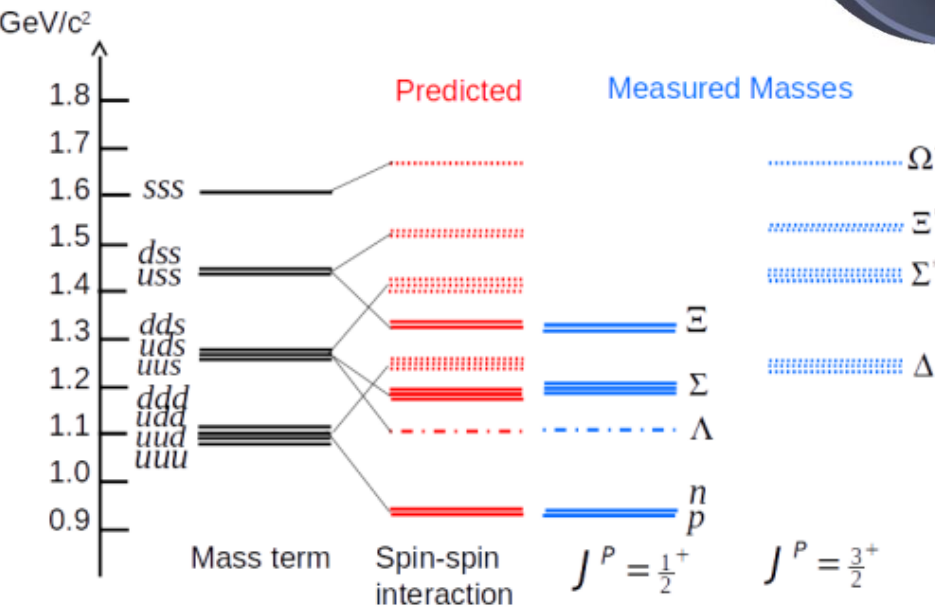 GeV/c²
Predicted
Measured Masses
1.8
1.7
1.6
1.5
1.4
1.3
1.2
1.1
1.0
0.9
sss
dss
uss
dds
uds
uus
ddd
udd
uud
uuu
Ω
Ξ
Σ
Δ
Ξ
Σ
Λ
n
p
Mass term
Spin-spin
interaction
J^P = 1/2^+
J^P = 3/2^+